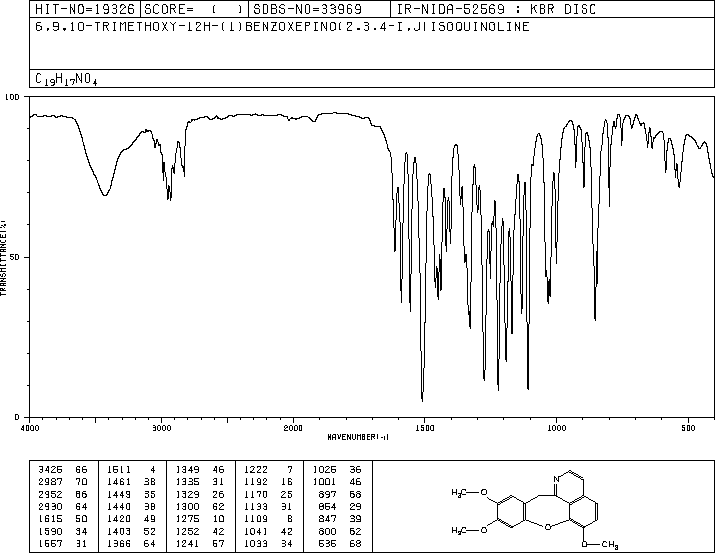 HIT-NO=19326 SCORE= ( ) SDBS-NO=33969 IR-NIDA-52569 : KBR DISC
6,9,10-TRIMETHOXY-12H-(1)BENZOXEPINO(2,3,4-I,J)ISOQUINOLINE
C19H17NO4
100
50
0
TRANSMITTANCE(%)
4000 3000 2000 1500 1000 500
WAVENUMBER(-1)
3425 66 1511 4 1349 46 1222 7 1026 36
2987 70 1461 38 1335 31 1192 16 1001 46
2952 66 1449 35 1329 26 1170 25 897 68
2930 64 1440 38 1300 62 1133 31 854 29
1615 50 1420 49 1275 10 1109 8 847 39
1590 34 1403 52 1252 42 1041 42 800 62
1557 31 1366 64 1241 57 1033 34 535 68
N
H3C O
H3C O O
O CH3